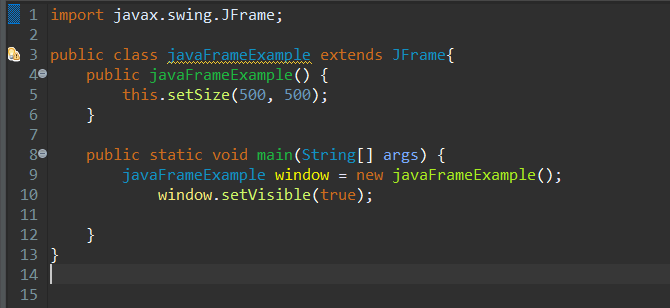 1 import javax.swing.JFrame;
2
3 public class javaFrameExample extends JFrame{
4 public javaFrameExample() {
5 this.setSize(500, 500);
6 }
7
8 public static void main(String[] args) {
9 javaFrameExample window = new javaFrameExample();
10 window.setVisible(true);
11
12 }
13 }
14
15